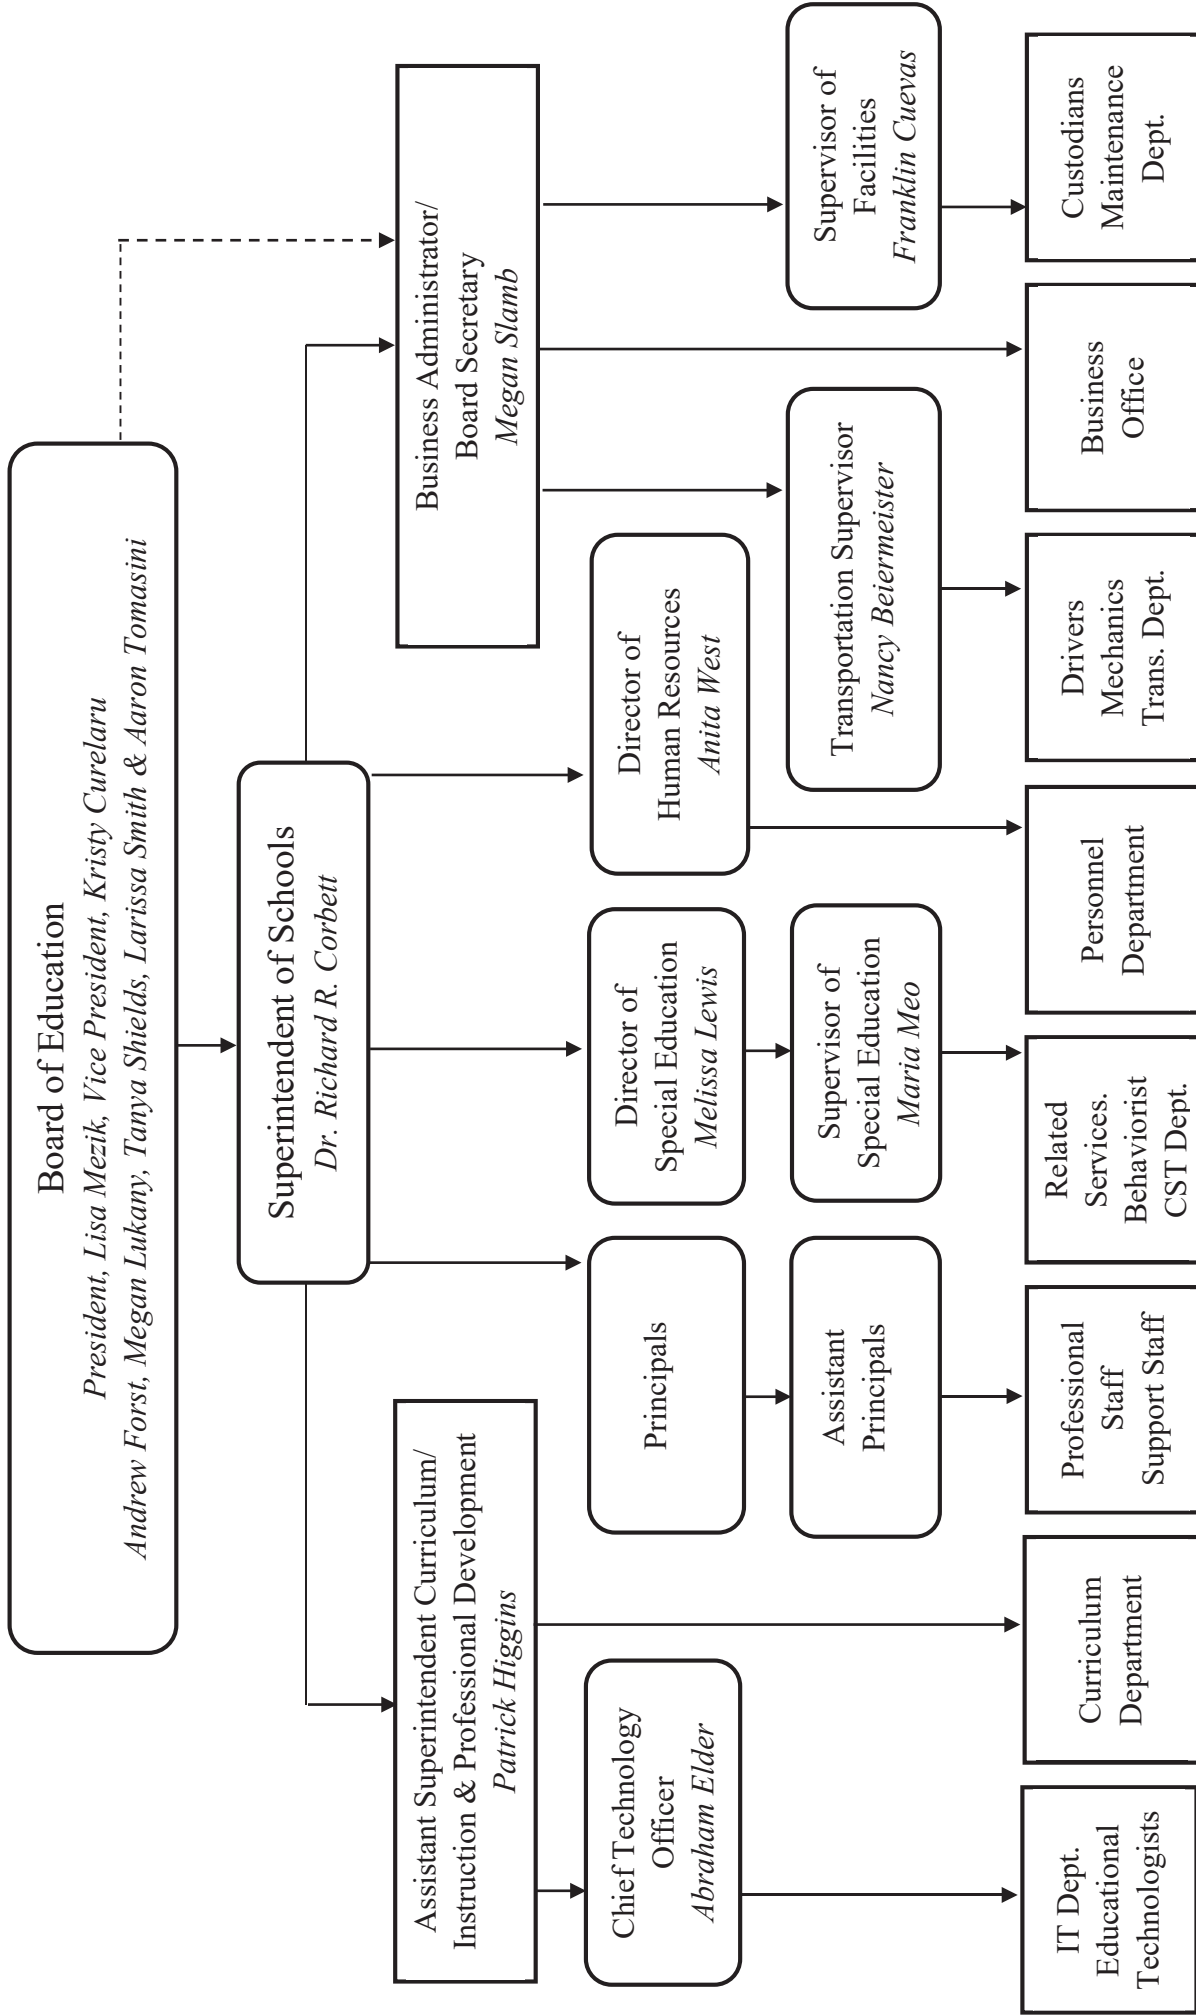 Board of Education
President, Lisa Mezik, Vice President, Kristy Curelaru
Andrew Forst, Megan Lukany, Tanya Shields, Larissa Smith & Aaron Tomasini
Superintendent of Schools
Dr. Richard R. Corbett
Assistant Superintendent Curriculum/
Instruction & Professional Development
Patrick Higgins
Business Administrator/
Board Secretary
Megan Slamb
Chief Technology
Officer
Abraham Elder
Principals
Director of
Special Education
Melissa Lewis
Director of
Human Resources
Anita West
Assistant
Principals
Supervisor of
Special Education
Maria Meo
Transportation Supervisor
Nancy Beiermeister
Supervisor of
Facilities
Franklin Cuevas
IT Dept.
Educational
Technologists
Curriculum
Department
Professional
Staff
Support Staff
Related
Services.
Behaviorist
CST Dept.
Personnel
Department
Drivers
Mechanics
Trans. Dept.
Business
Office
Custodians
Maintenance
Dept.